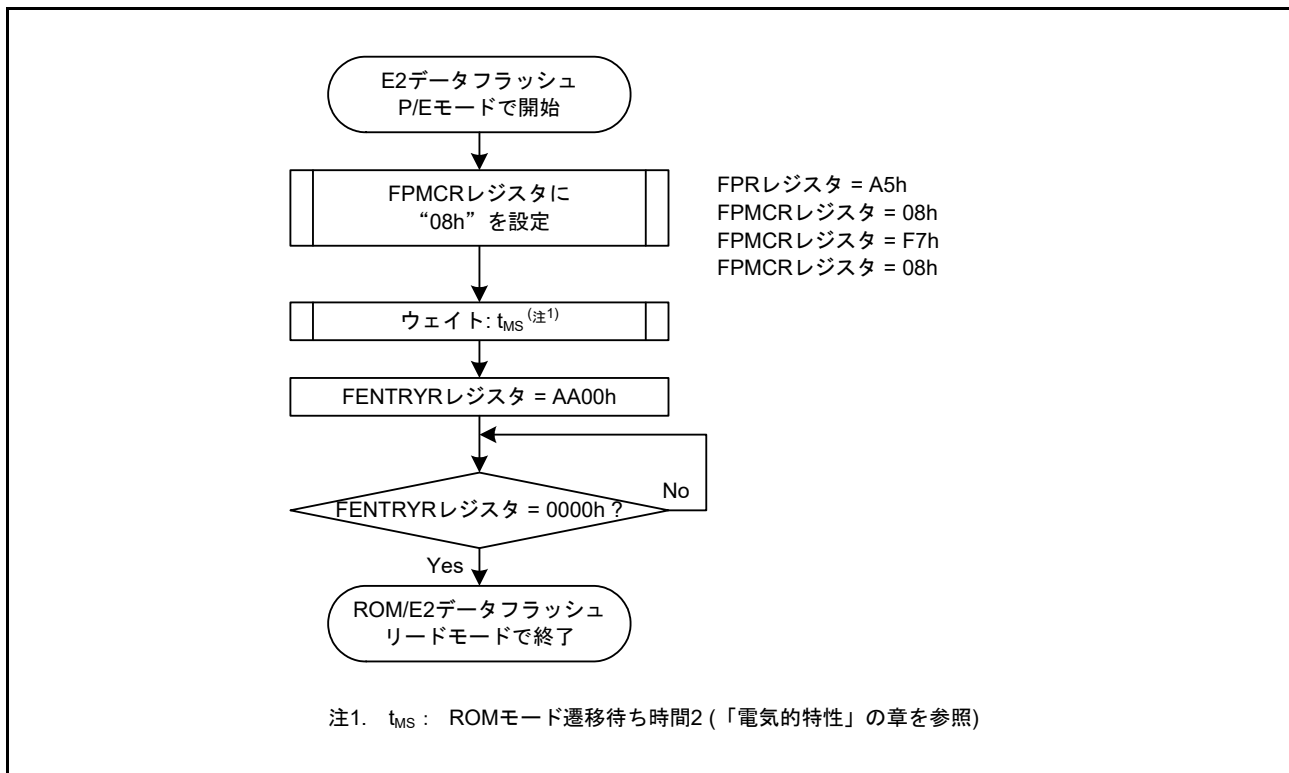 E2データフラッシュ
P/Eモードで開始
FPMCRレジスタに
“08h”を設定
FPRレジスタ = A5h
FPMCRレジスタ = 08h
FPMCRレジスタ = F7h
FPMCRレジスタ = 08h
ウェイト: tMS (注1)
FENTRYRレジスタ = AA00h
FENTRYRレジスタ = 0000h ?
No
Yes
ROM/E2データフラッシュ
リードモードで終了
注1. tMS : ROMモード遷移待ち時間2 (「電気的特性」の章を参照)